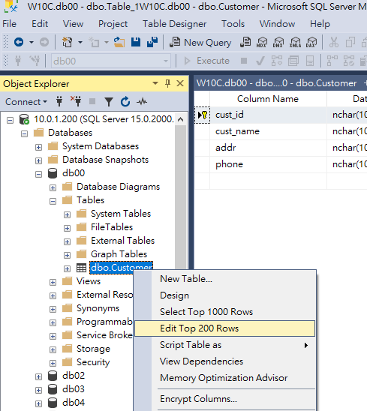 W10C.db00 - dbo.Table_1W10C.db00 - dbo.Customer - Microsoft SQL Server M
File Edit View Project Table Designer Tools Window Help
New Query
db00 Execute
Object Explorer
Connect
10.0.1.200 (SQL Server 15.0.2000.
Databases
System Databases
Database Snapshots
db00
Database Diagrams
Tables
System Tables
FileTables
External Tables
Graph Tables
dbo.Customer
Views
External Reso
Synonyms
Programmab
Service Broke
Storage
Security
db02
db03
db04
W10C.db00 - dbo....0 - dbo.Customer
Column Name Data
cust_id nchar(10
cust_name nchar(10
addr nchar(10
phone nchar(10
New Table...
Design
Select Top 1000 Rows
Edit Top 200 Rows
Script Table as
View Dependencies
Memory Optimization Advisor
Encrypt Columns...